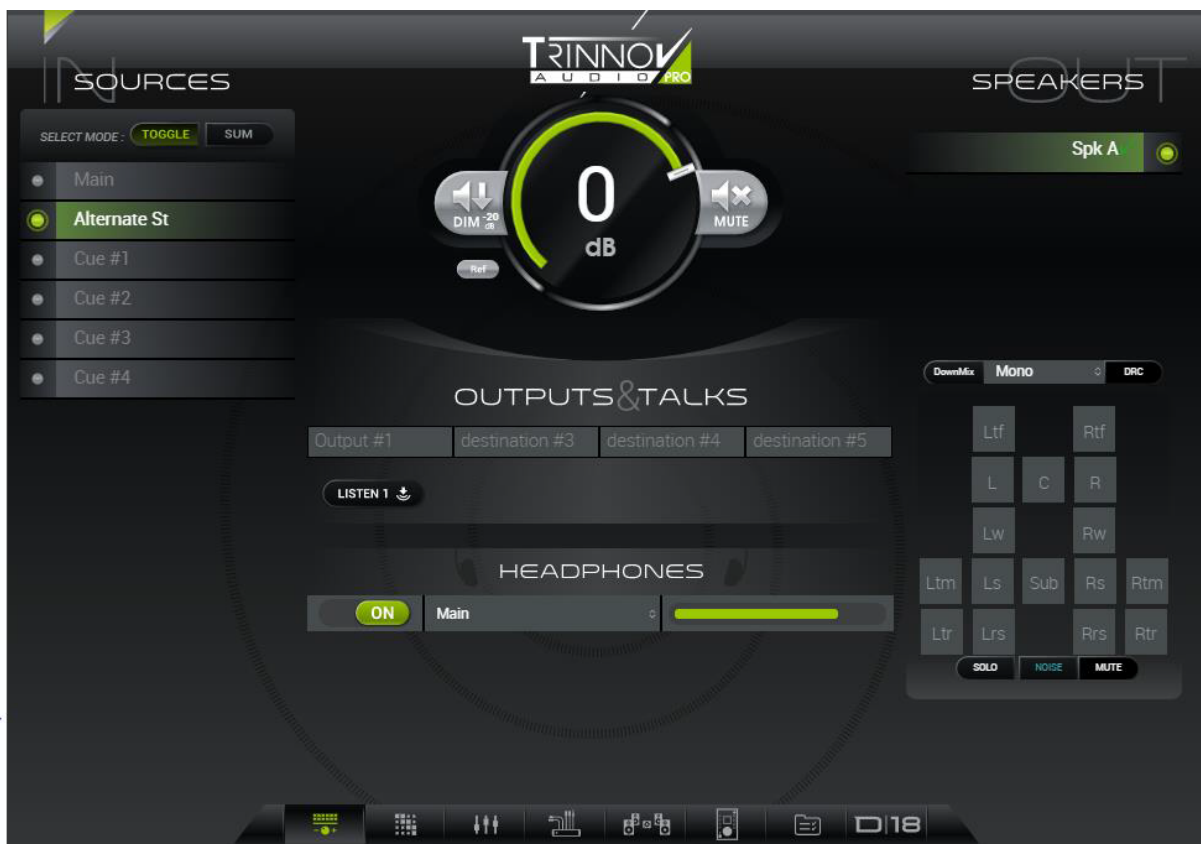 TRINNOV
AUDIO PRO
IN
SOURCES
SELECT MODE : TOGGLE SUM
Main
Alternate St
Cue #1
Cue #2
Cue #3
Cue #4
DIM -20 dB
0
dB
MUTE
Ref
OUT
SPEAKERS
Spk A
OUTPUTS&TALKS
Output #1 destination #3 destination #4 destination #5
LISTEN 1
HEADPHONES
ON Main
DownMix Mono DRC
Ltf Rtf
L C R
Lw Rw
Ltm Ls Sub Rs Rtm
Ltr Lrs Rrs Rtr
SOLO NOISE MUTE
D|18